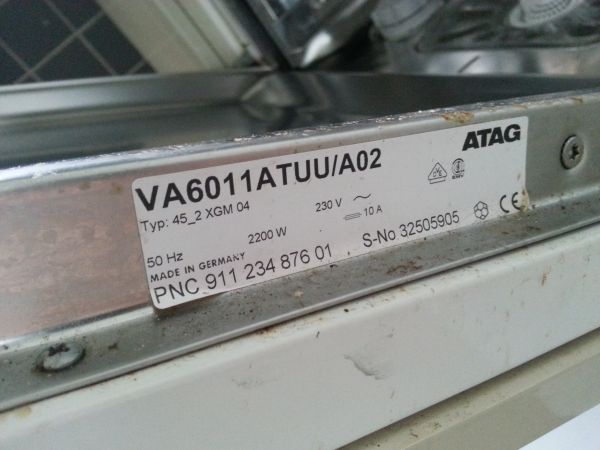 ATAG
VA6011ATUU/A02
Typ: 45_2 XGM 04
230 V
10 A
2200 W
50 Hz
MADE IN GERMANY
S-No 32505905
PNC 911 234 876 01
CE